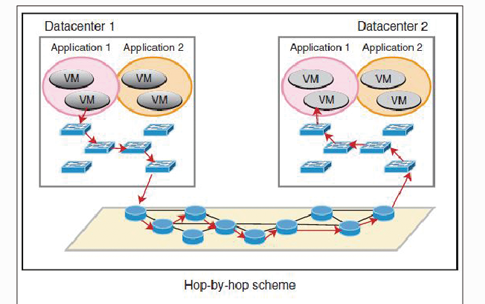 Datacenter 1
Datacenter 2
Application 1
Application 2
Application 1
Application 2
VM
VM
VM
VM
VM
VM
VM
VM
Hop-by-hop scheme